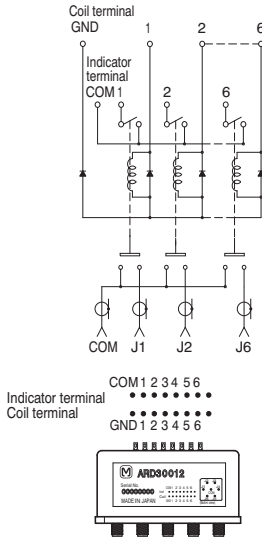 Coil terminal
GND 1 2 6
Indicator
terminal
COM 1 2 6
COM J1 J2 J6
COM 1 2 3 4 5 6
Indicator terminal
Coil terminal
GND 1 2 3 4 5 6
M ARD30012
Serial No.
MADE IN JAPAN